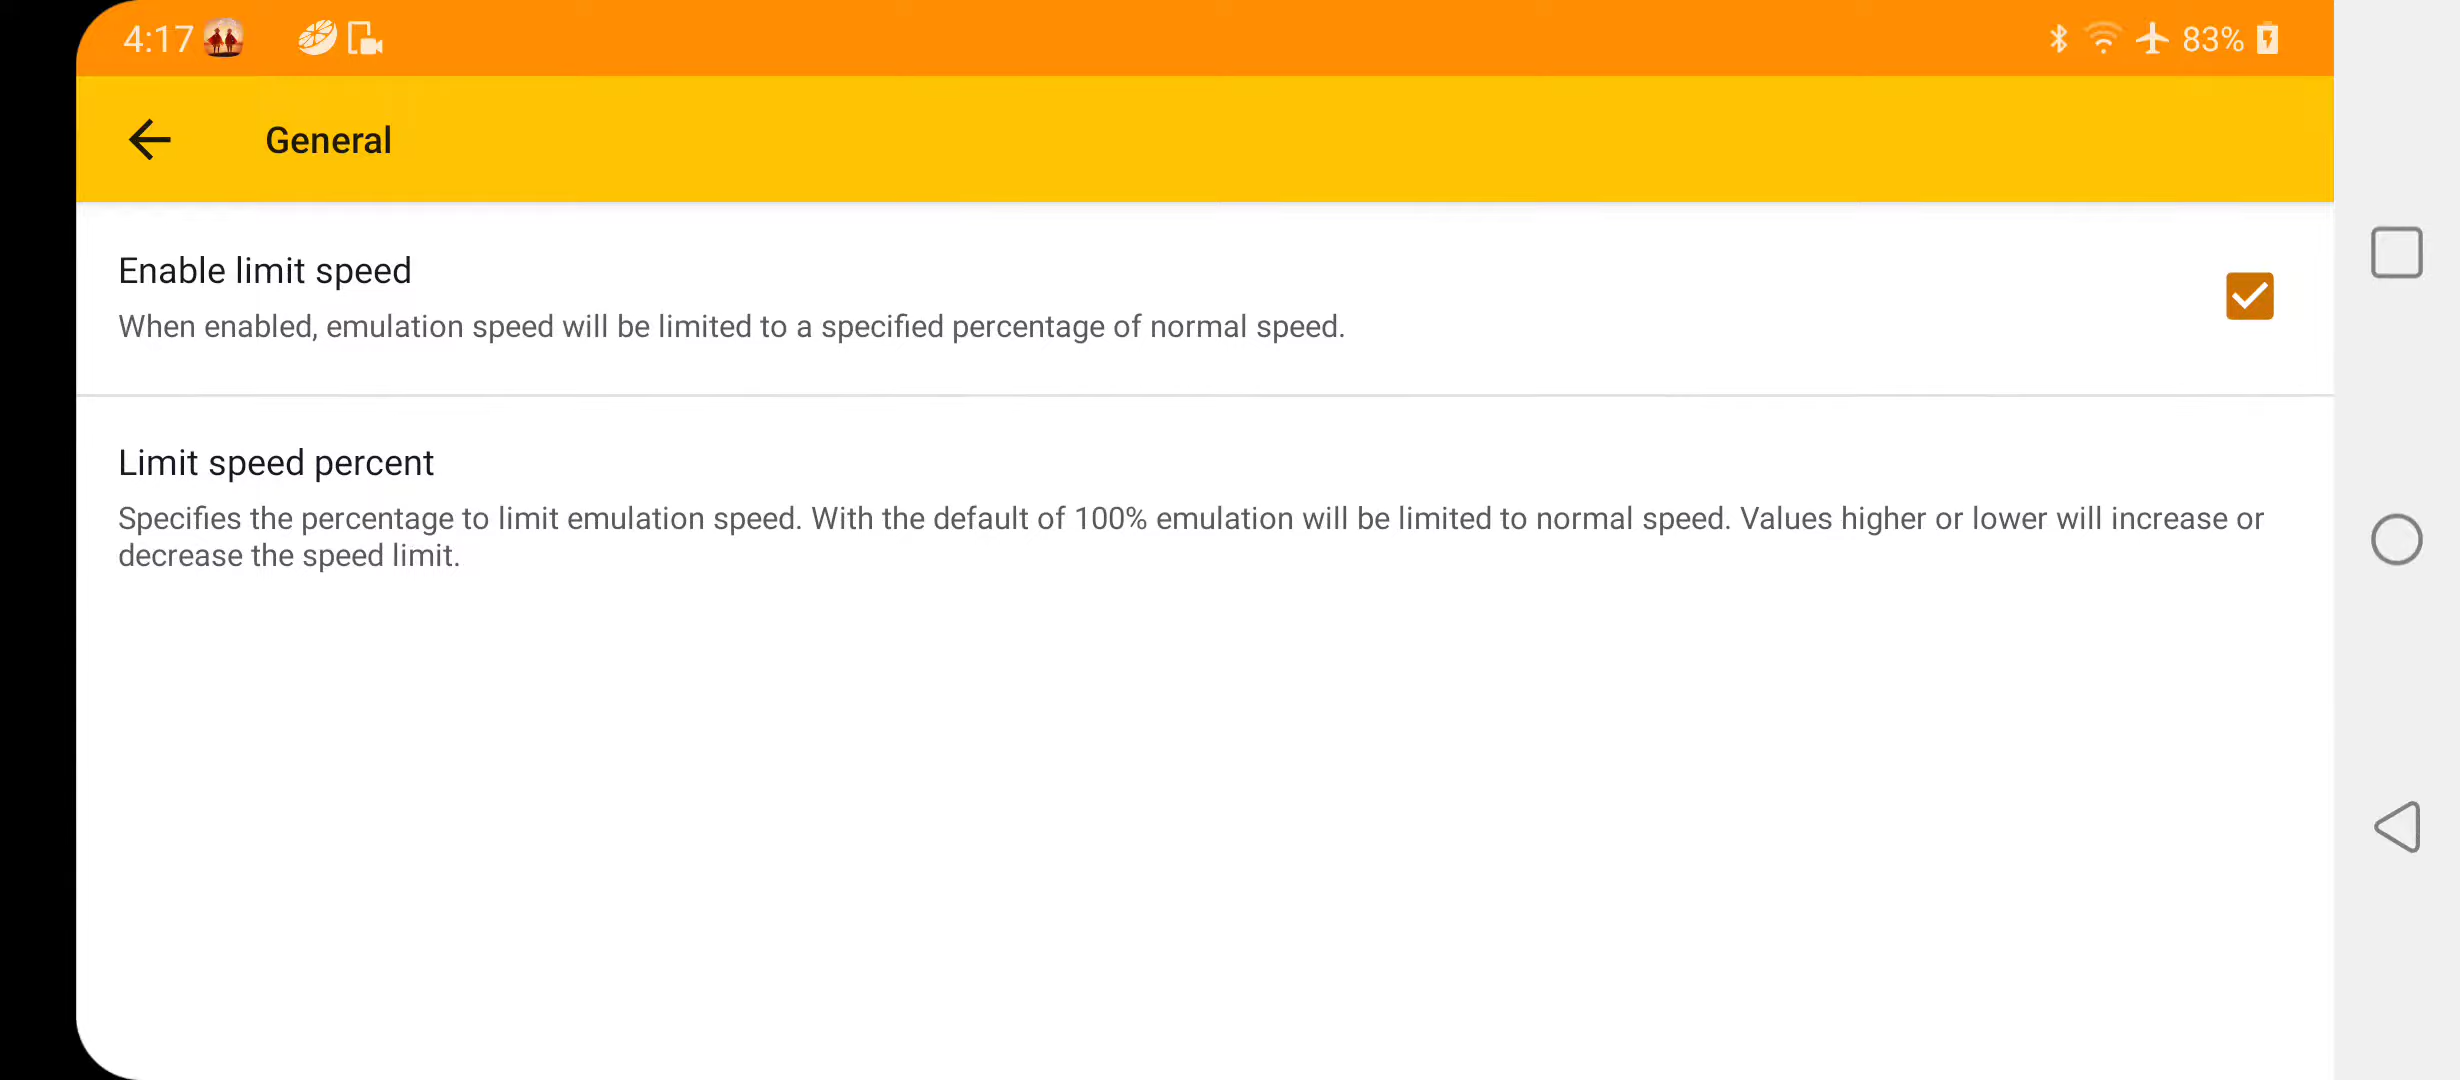 4:17 83%
General
Enable limit speed
When enabled, emulation speed will be limited to a specified percentage of normal speed.
Limit speed percent
Specifies the percentage to limit emulation speed. With the default of 100% emulation will be limited to normal speed. Values higher or lower will increase or
decrease the speed limit.